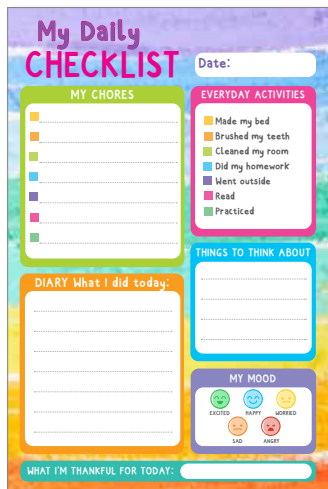 My Daily
CHECKLIST
Date:
MY CHORES
EVERYDAY ACTIVITIES
Made my bed
Brushed my teeth
Cleaned my room
Did my homework
Went outside
Read
Practiced
THINGS TO THINK ABOUT
DIARY What I did today:
MY MOOD
EXCITED HAPPY WORRIED
SAD ANGRY
WHAT I'M THANKFUL FOR TODAY: